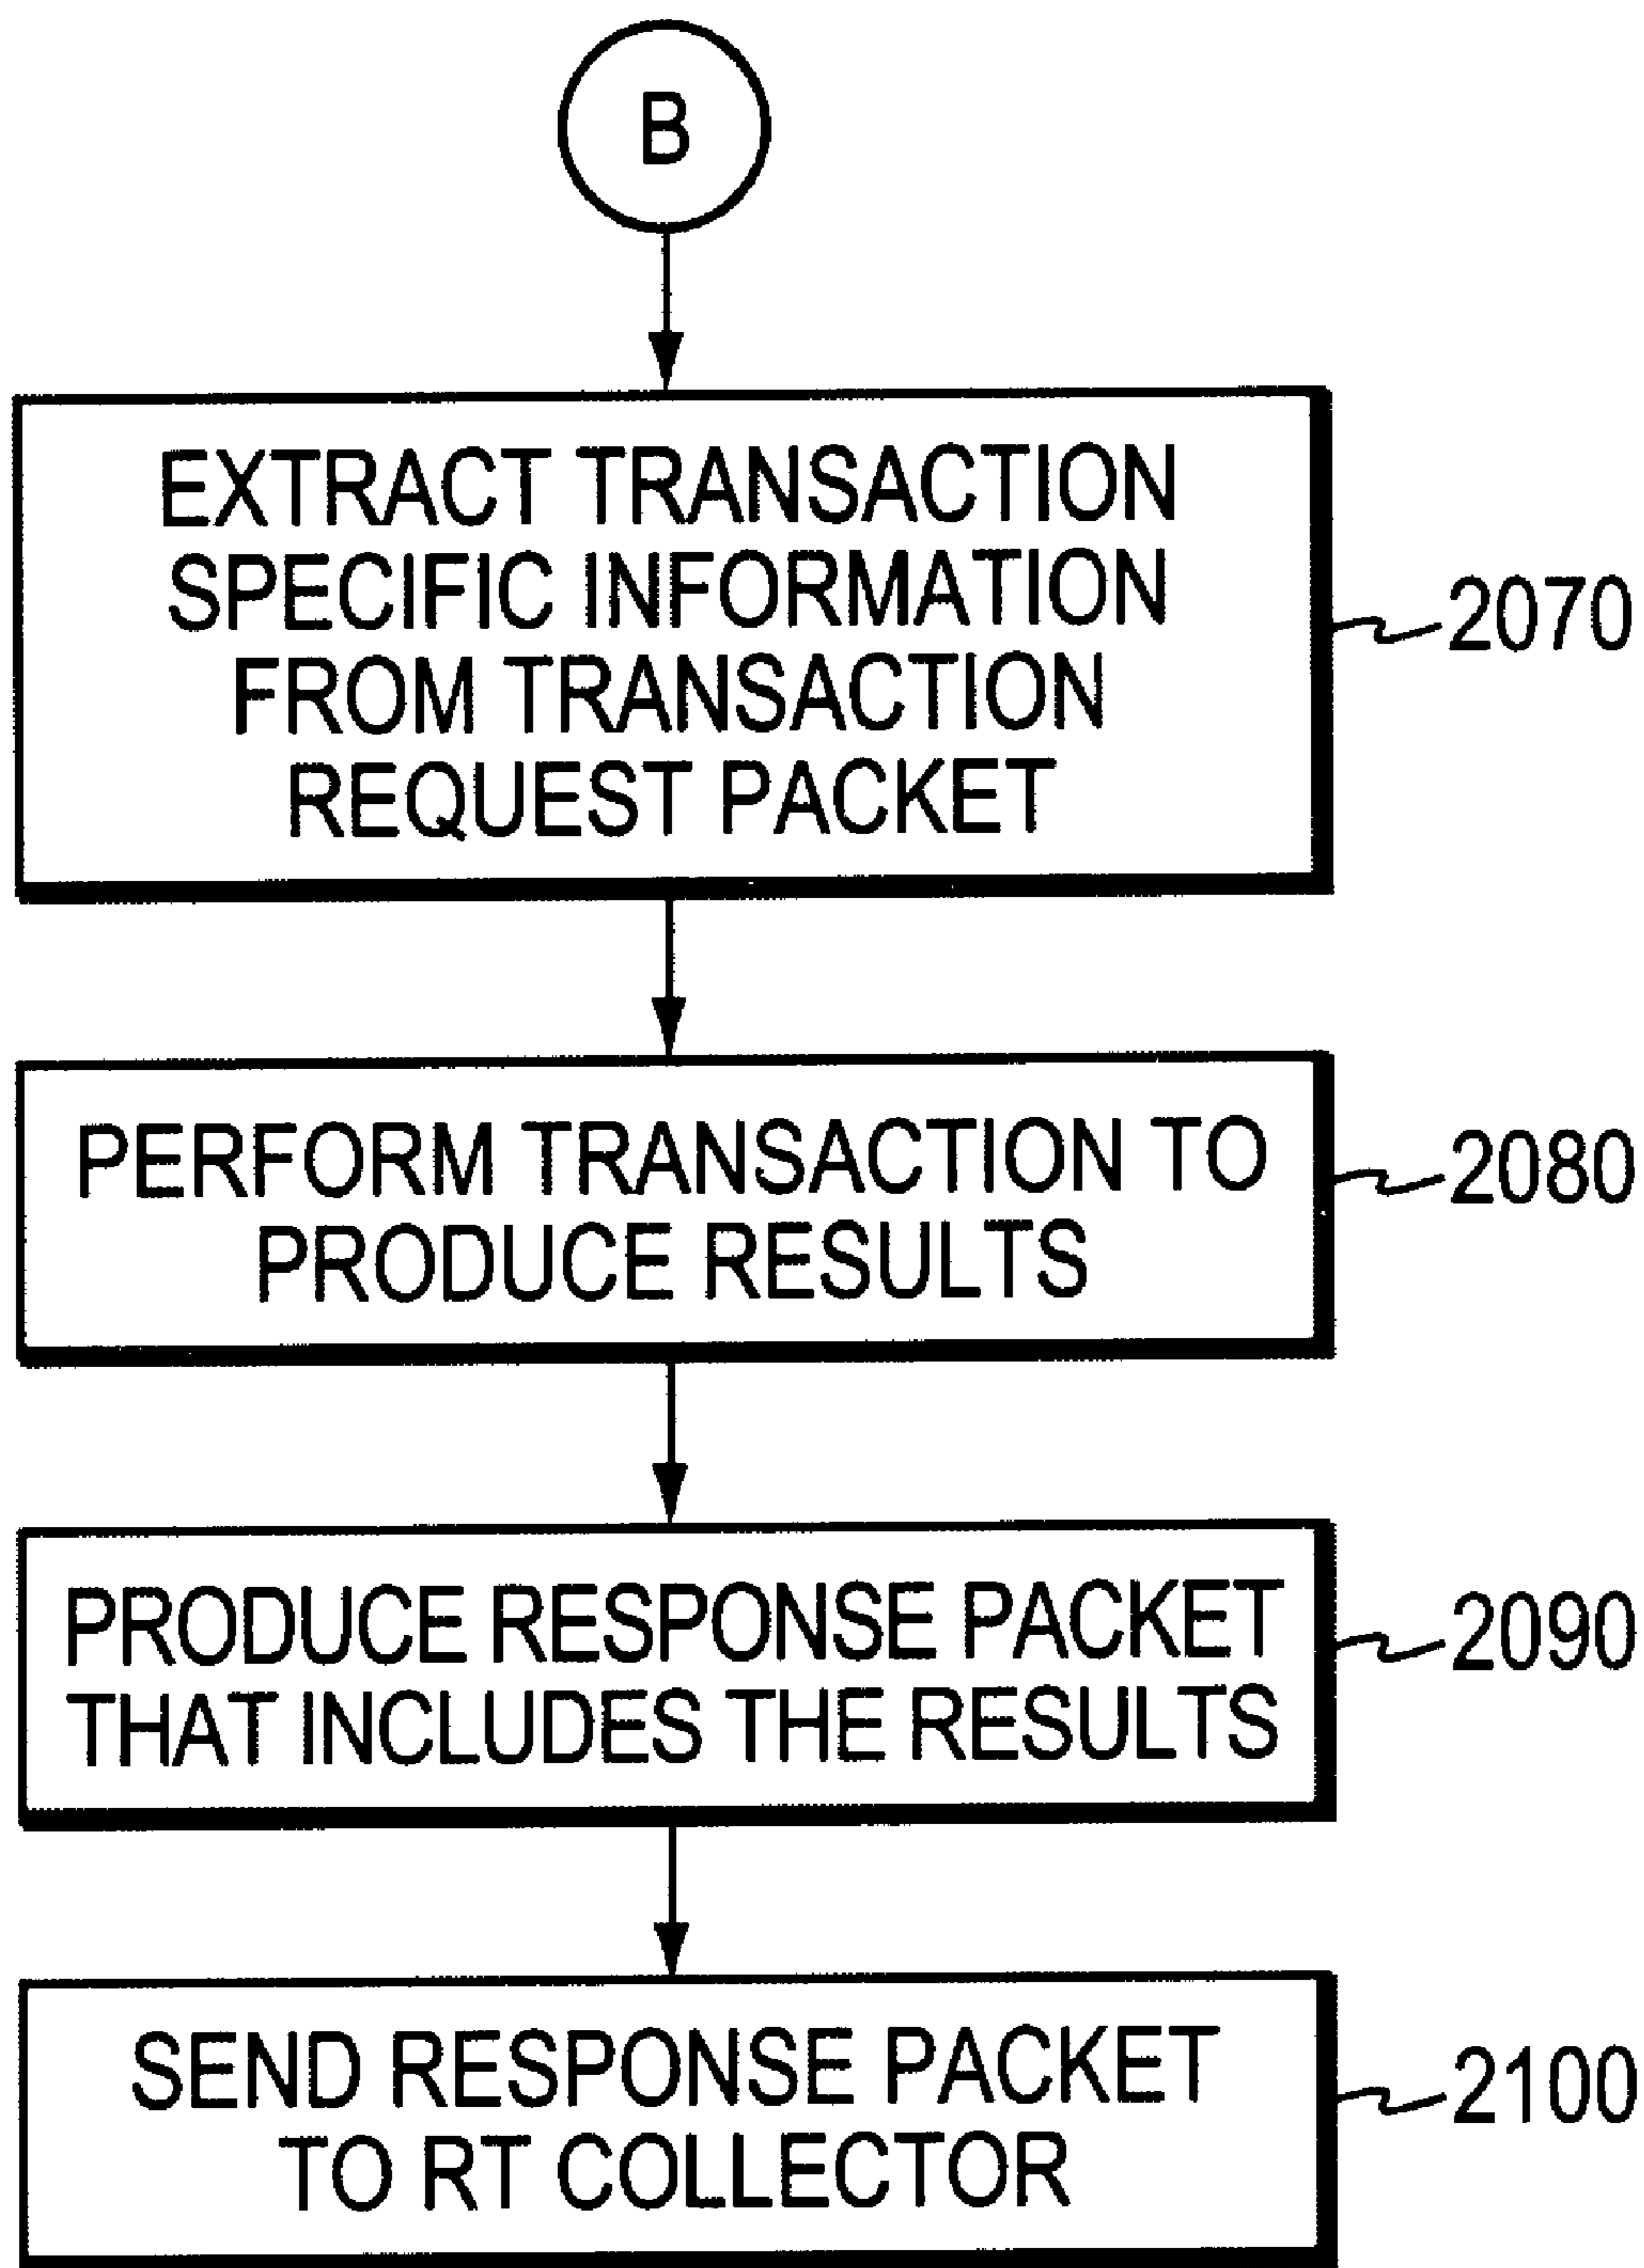 B
EXTRACT TRANSACTION
SPECIFIC INFORMATION
FROM TRANSACTION
REQUEST PACKET
2070
PERFORM TRANSACTION TO
PRODUCE RESULTS
2080
PRODUCE RESPONSE PACKET
THAT INCLUDES THE RESULTS
2090
SEND RESPONSE PACKET
TO RT COLLECTOR
2100